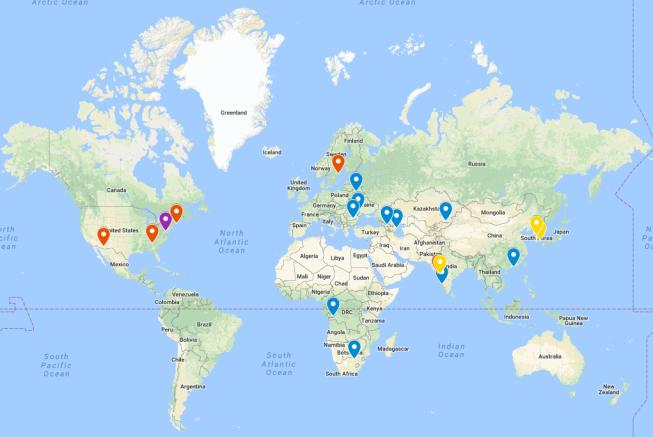 Arctic Ocean
Arctic Ocean
Greenland
Iceland
Finland
Sweden
Norway
Russia
Canada
United
Kingdom
Poland
Germany
Ukraine
France
Italy
Spain
Kazakhstan
Mongolia
United States
Turkey
China
Japan
South Korea
North
Atlantic
Ocean
Iraq
Iran
Afghanistan
Pakistan
Algeria
Libya
Egypt
Saudi Arabia
India
Mexico
Mali
Niger
Chad
Sudan
Thailand
Nigeria
Ethiopia
Venezuela
Colombia
DRC
Kenya
Tanzania
Indonesia
Papua New
Guinea
Brazil
Peru
Bolivia
Angola
Namibia
Botswana
Madagascar
Indian
Ocean
Australia
South
Pacific
Ocean
Chile
South
Atlantic
Ocean
South Africa
Argentina
New
Zealand